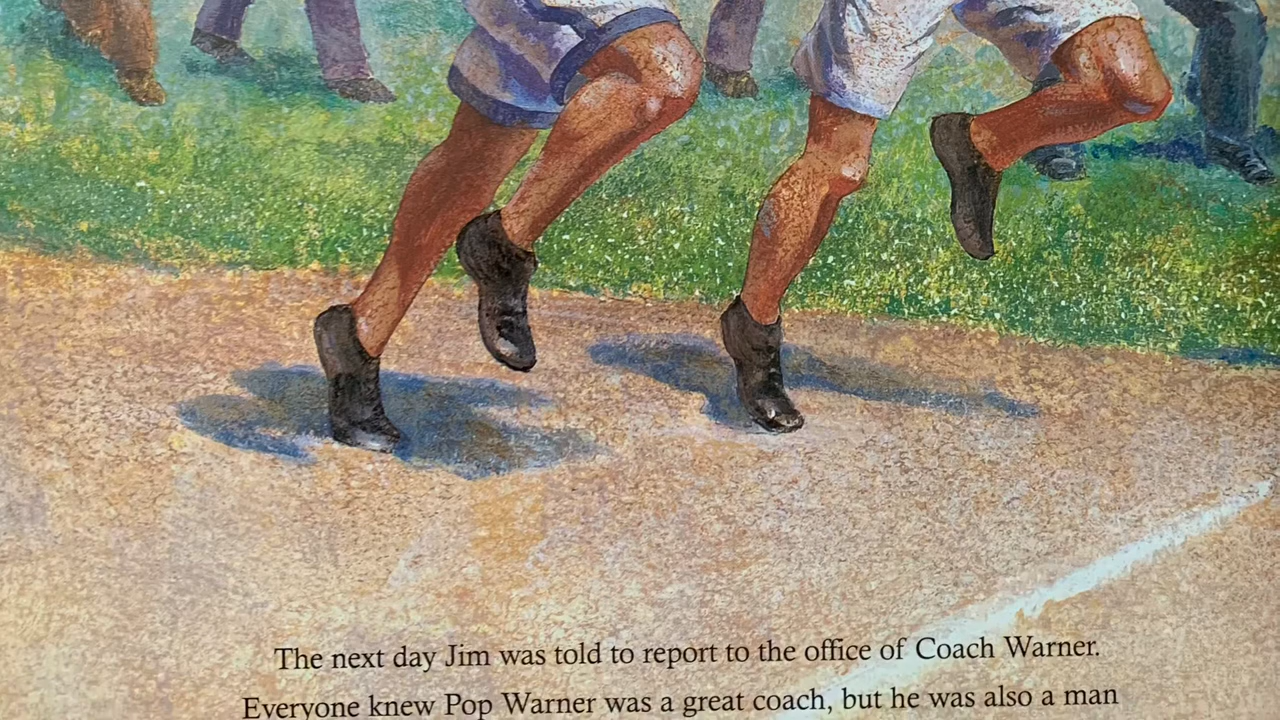 The next day Jim was told to report to the office of Coach Warner.
Everyone knew Pop Warner was a great coach, but he was also a man